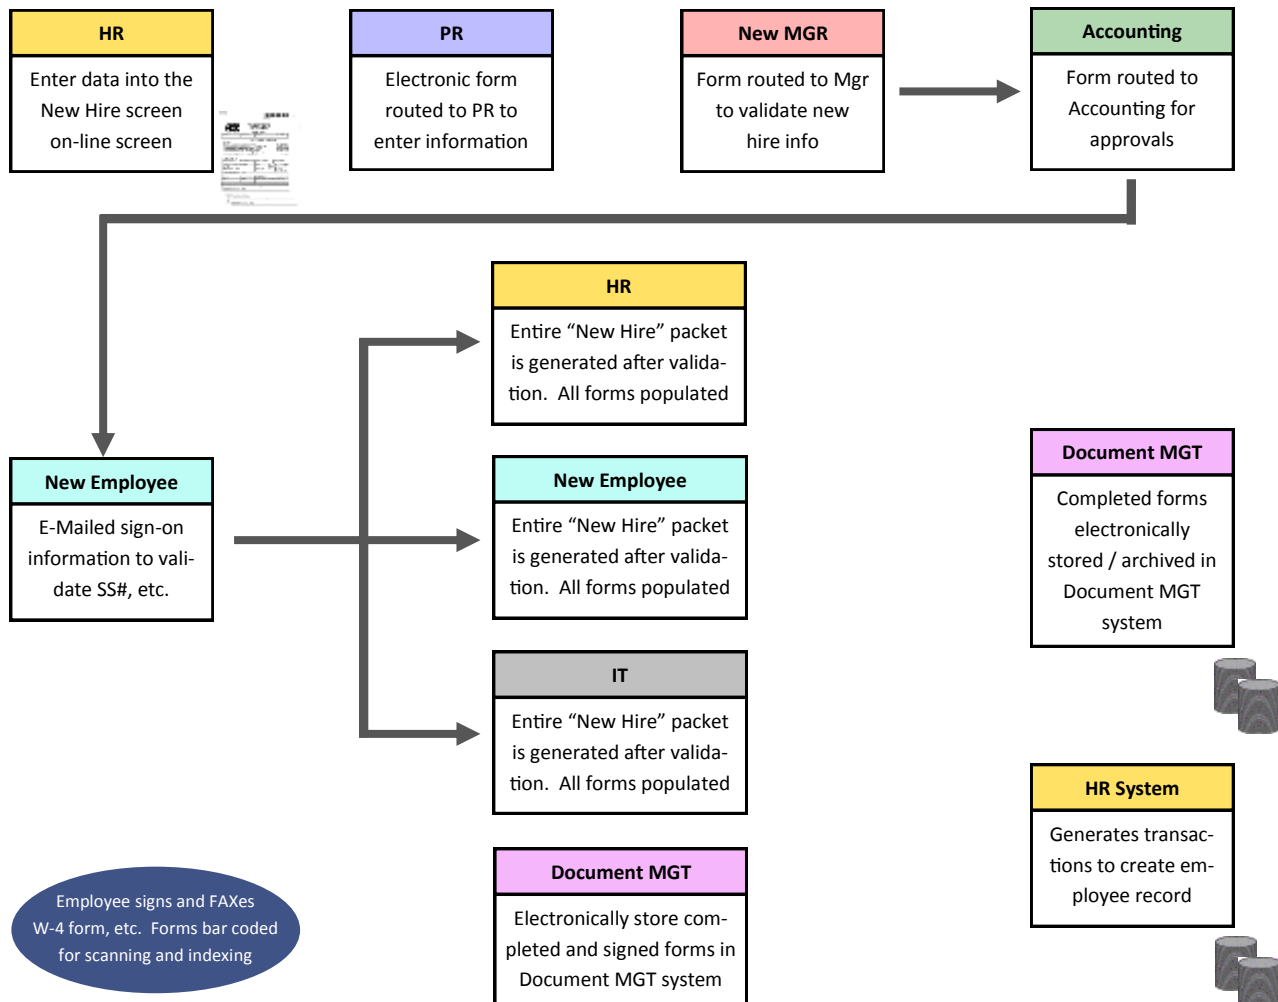 HR
Enter data into the
New Hire screen
on-line screen
PR
Electronic form
routed to PR to
enter information
New MGR
Form routed to Mgr
to validate new
hire info
Accounting
Form routed to
Accounting for
approvals
HR
Entire “New Hire” packet
is generated after valida-
tion.  All forms populated
New Employee
E-Mailed sign-on
information to vali-
date SS#, etc.
New Employee
Entire “New Hire” packet
is generated after valida-
tion.  All forms populated
Document MGT
Completed forms
electronically
stored / archived in
Document MGT
system
IT
Entire “New Hire” packet
is generated after valida-
tion.  All forms populated
HR System
Generates transac-
tions to create em-
ployee record
Employee signs and FAXes
W-4 form, etc.  Forms bar coded
for scanning and indexing
Document MGT
Electronically store com-
pleted and signed forms in
Document MGT system